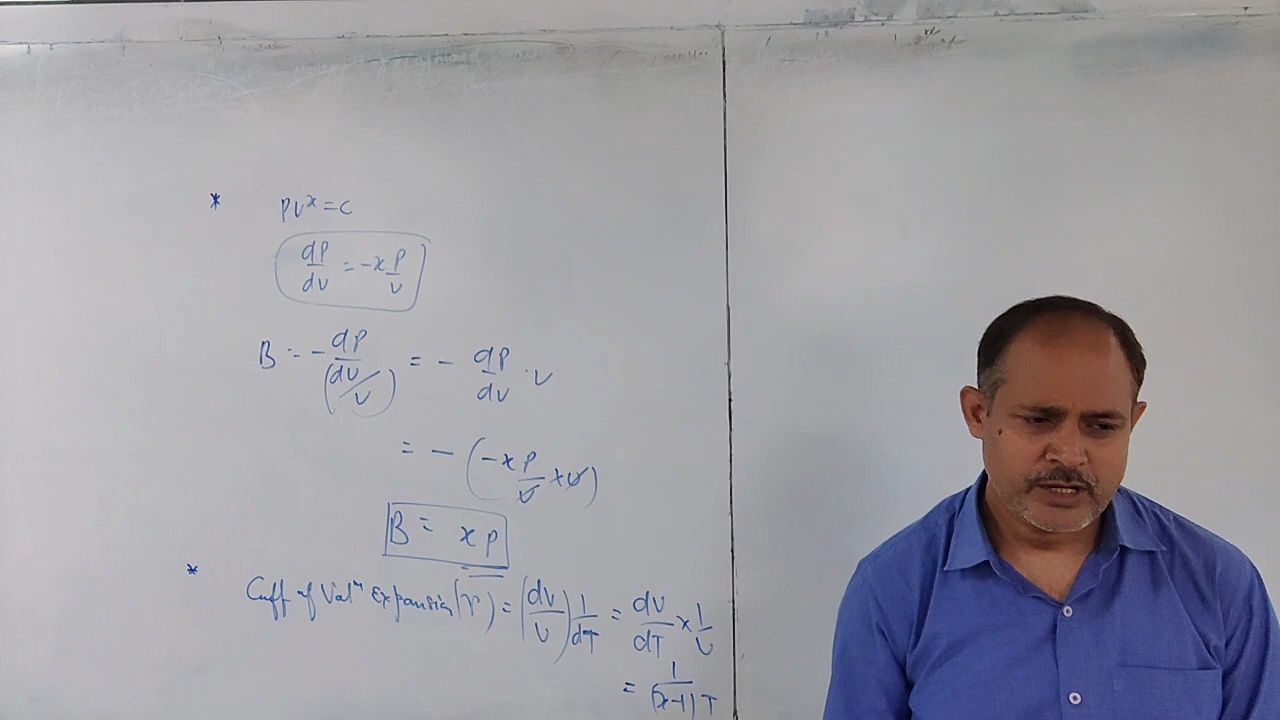 * PV^x = C
dP/dV = -x P/V
B = - dP/(dV/V) = - dP/dV . V
= - (-x P/V × V)
B = x P
* Coff of Vol^m Expansion (γ) = (dV/V) 1/dT = dV/dT × 1/V
= 1/(x-1)T